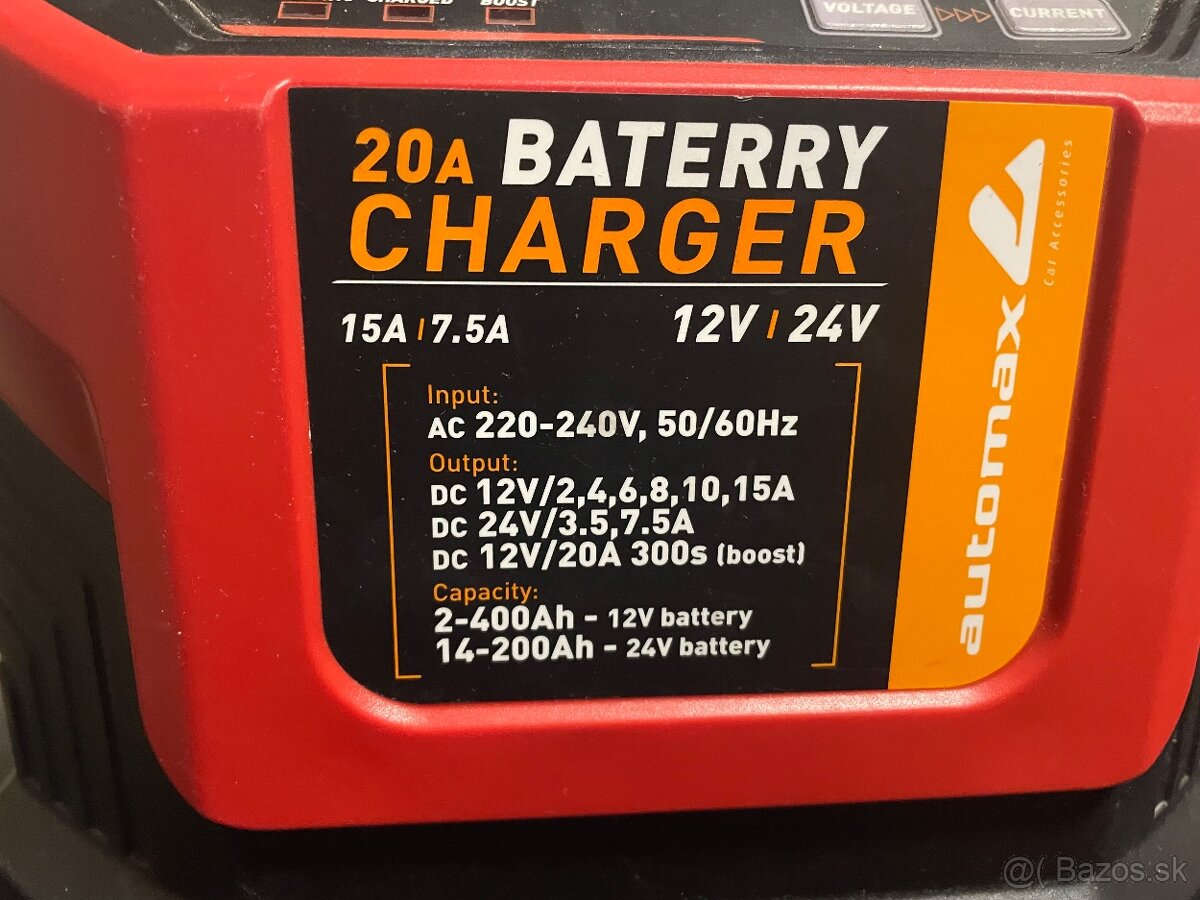 CHARGED BOOST
VOLTAGE CURRENT
20A BATERRY
CHARGER
15A / 7.5A 12V / 24V
Input:
AC 220-240V, 50/60Hz
Output:
DC 12V/2,4,6,8,10,15A
DC 24V/3.5,7.5A
DC 12V/20A 300s (boost)
Capacity:
2-400Ah - 12V battery
14-200Ah - 24V battery
automax
Car Accessories
@( Bazos.sk